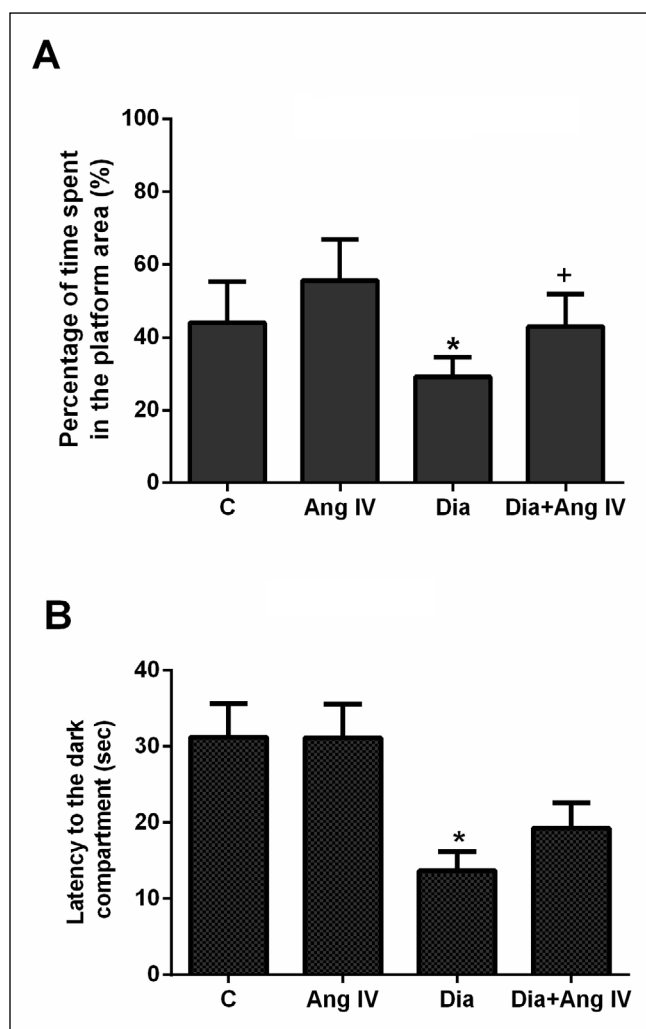 A
Percentage of time spent
in the platform area (%)
100
80
60
40
20
0
*
+
C
Ang IV
Dia
Dia+Ang IV
B
Latency to the dark
compartment (sec)
40
30
20
10
0
*
C
Ang IV
Dia
Dia+Ang IV